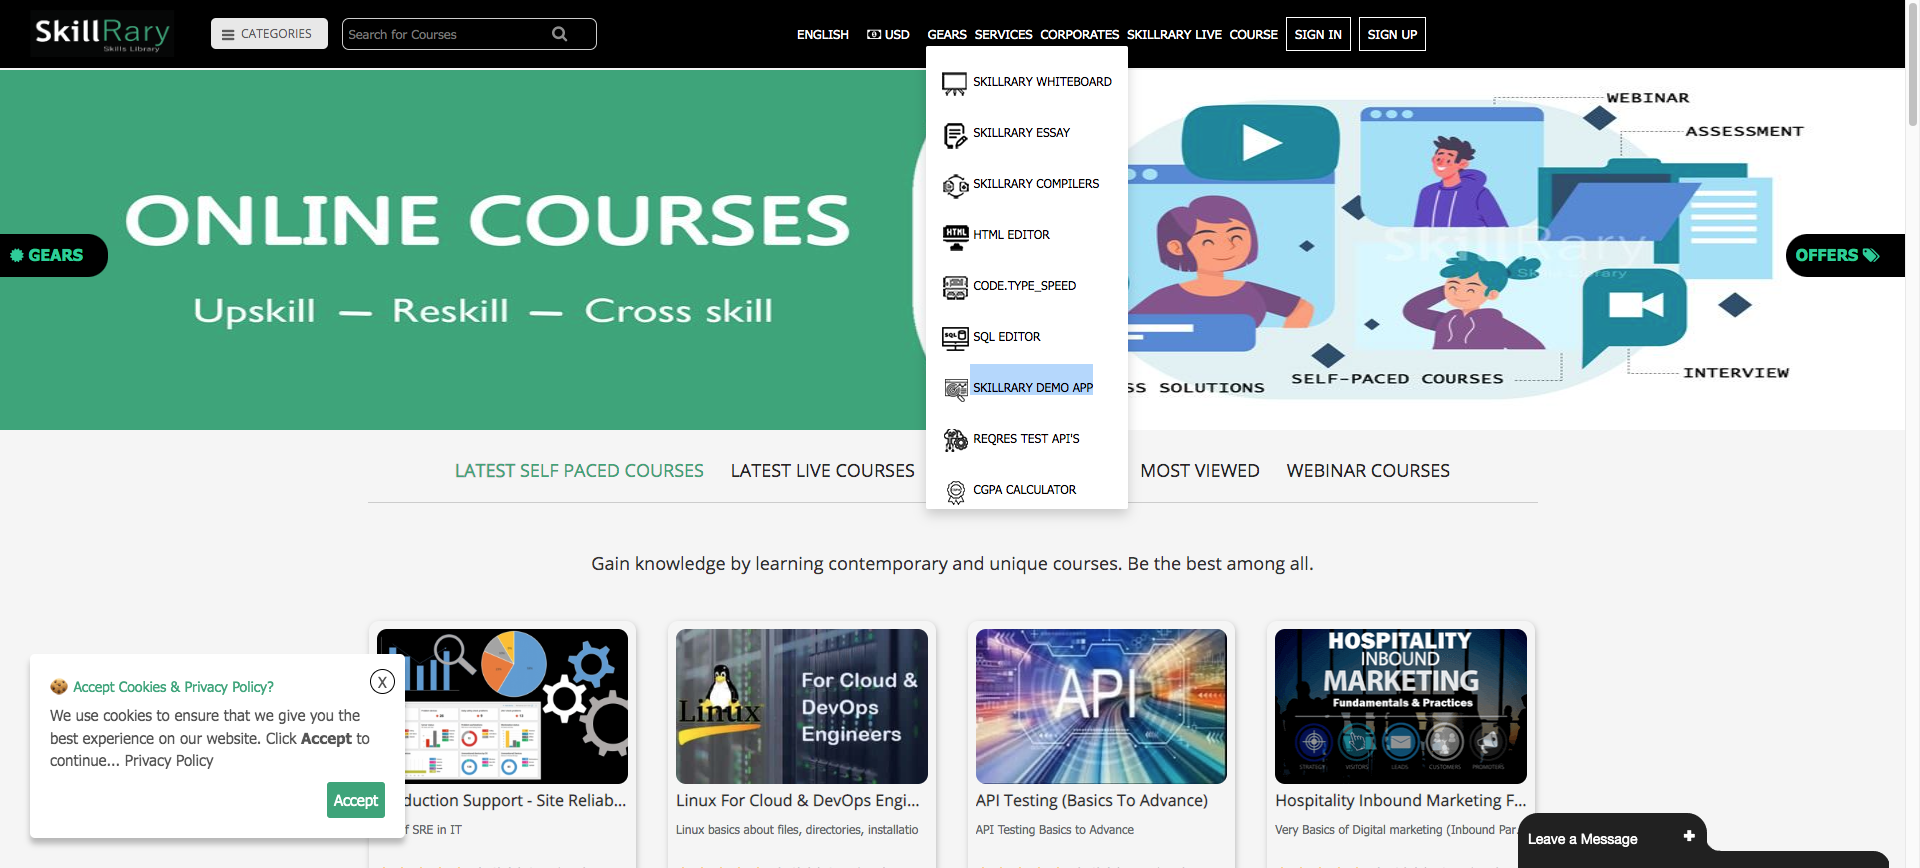 SkillRary
Skills Library
CATEGORIES
Search for Courses
ENGLISH
USD
GEARS
SERVICES
CORPORATES
SKILLRARY LIVE
COURSE
SIGN IN
SIGN UP
SKILLRARY WHITEBOARD
SKILLRARY ESSAY
SKILLRARY COMPILERS
HTML EDITOR
CODE.TYPE_SPEED
SQL EDITOR
SKILLRARY DEMO APP
REQRES TEST API'S
CGPA CALCULATOR
ONLINE COURSES
Upskill — Reskill — Cross skill
GEARS
OFFERS
WEBINAR
ASSESSMENT
SkillRary
Skill Library
SS SOLUTIONS
SELF-PACED COURSES
INTERVIEW
LATEST SELF PACED COURSES
LATEST LIVE COURSES
MOST VIEWED
WEBINAR COURSES
Gain knowledge by learning contemporary and unique courses. Be the best among all.
Linux
For Cloud &
DevOps
Engineers
API
HOSPITALITY
INBOUND
MARKETING
Fundamentals & Practices
STRATEGY
VISITORS
LEADS
CUSTOMERS
PROMOTERS
duction Support - Site Reliab...
f SRE in IT
Linux For Cloud & DevOps Engi...
Linux basics about files, directories, installatio
API Testing (Basics To Advance)
API Testing Basics to Advance
Hospitality Inbound Marketing F...
Very Basics of Digital marketing (Inbound Par
Accept Cookies & Privacy Policy?
X
We use cookies to ensure that we give you the
best experience on our website. Click Accept to
continue... Privacy Policy
Accept
Leave a Message